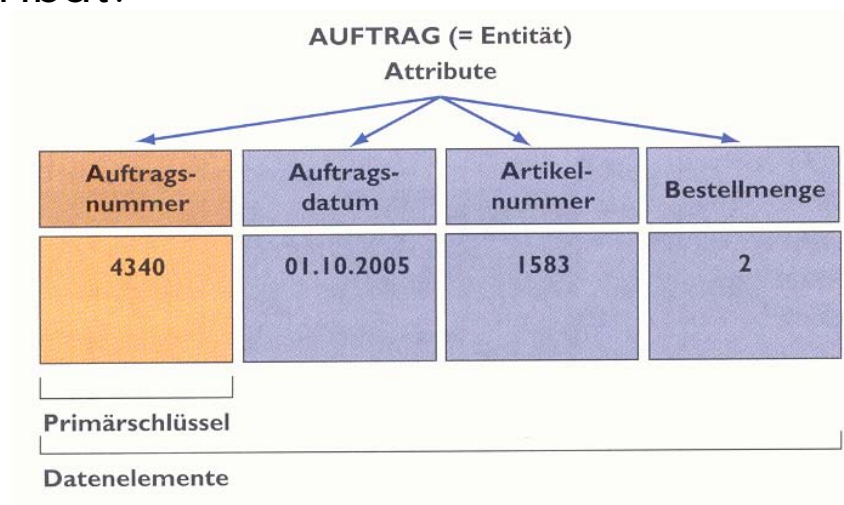 AUFTRAG (= Entität)
Attribute
Auftrags-
nummer
Auftrags-
datum
Artikel-
nummer
Bestellmenge
4340
01.10.2005
1583
2
Primärschlüssel
Datenelemente